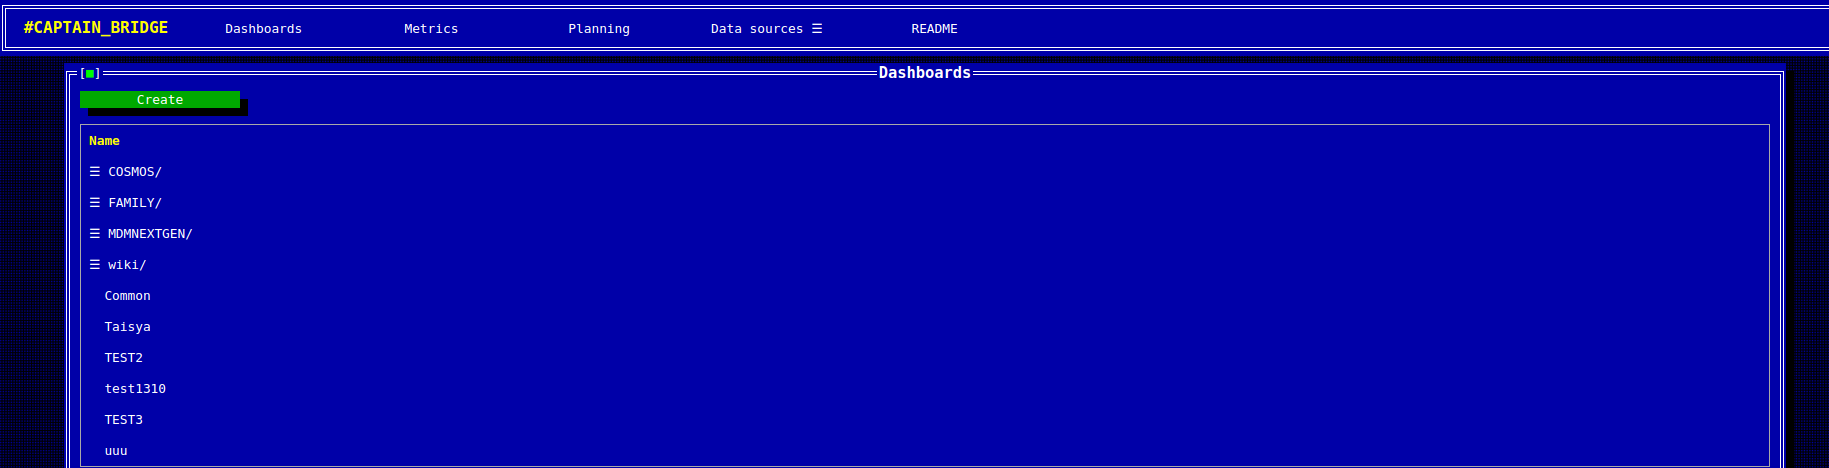 #CAPTAIN_BRIDGE Dashboards Metrics Planning Data sources ☰ README
[■] Dashboards
Create
Name
☰ COSMOS/
☰ FAMILY/
☰ MDMNEXTGEN/
☰ wiki/
Common
Taisya
TEST2
test1310
TEST3
uuu